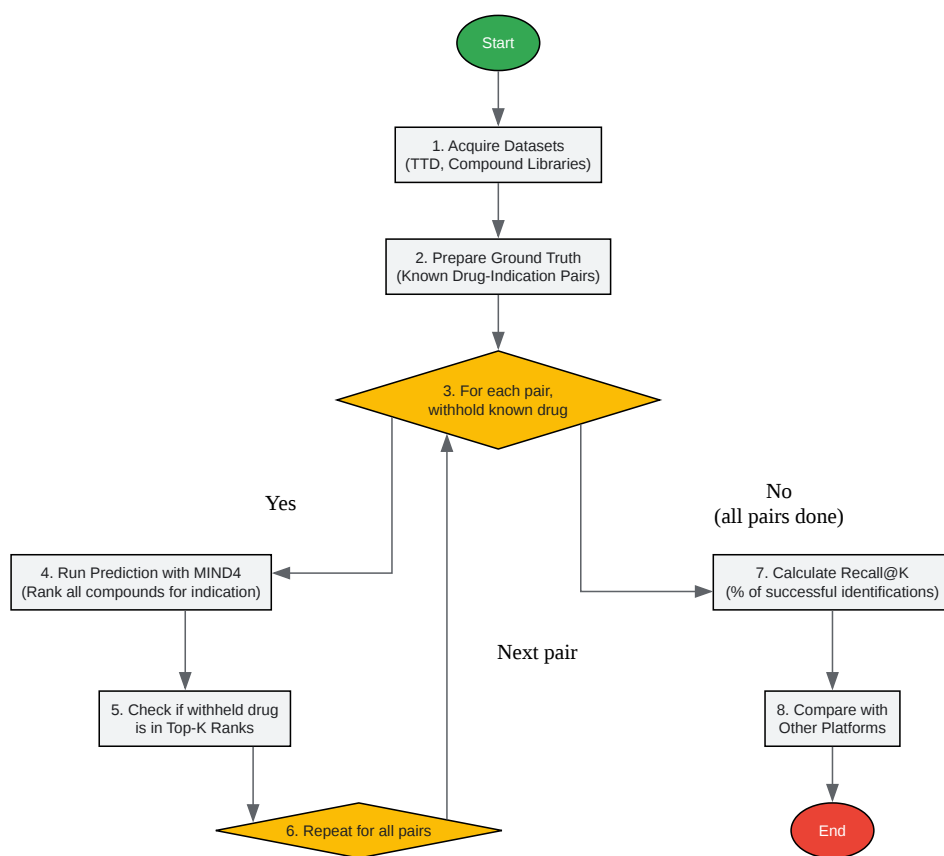 Start
1. Acquire Datasets
(TTD, Compound Libraries)
2. Prepare Ground Truth
(Known Drug-Indication Pairs)
3. For each pair,
withhold known drug
Yes
No
(all pairs done)
4. Run Prediction with MIND4
(Rank all compounds for indication)
7. Calculate Recall@K
(% of successful identifications)
Next pair
5. Check if withheld drug
is in Top-K Ranks
8. Compare with
Other Platforms
6. Repeat for all pairs
End